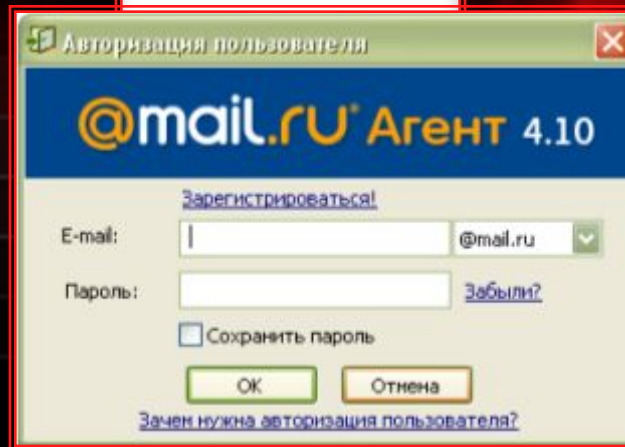 Авторизация пользователя
@mail.ru® Агент 4.10
Зарегистрироваться!
E-mail: @mail.ru
Пароль: Забыли?
Сохранить пароль
OK Отмена
Зачем нужна авторизация пользователя?